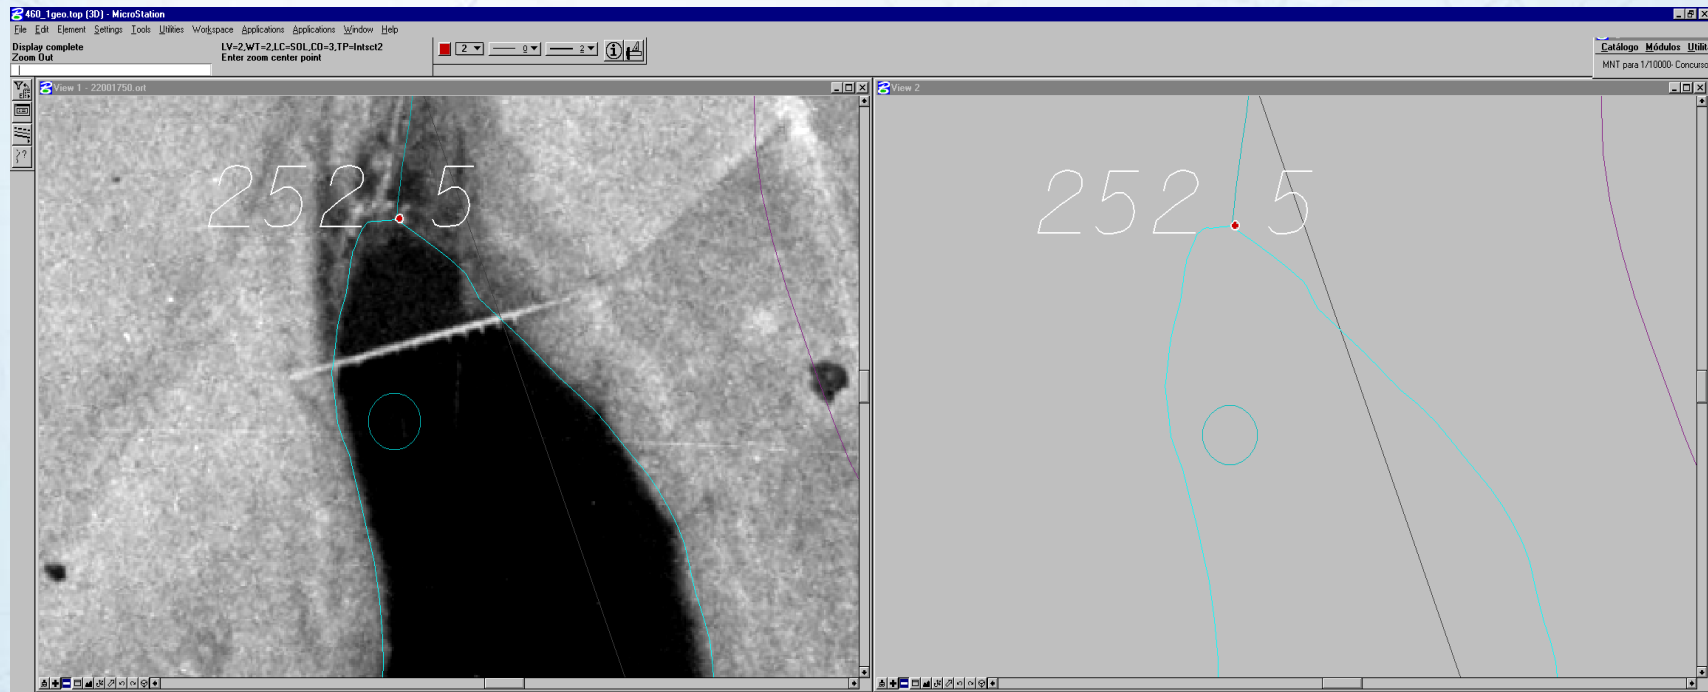 460_1geo.top (3D) - MicroStation
File Edit Element Settings Tools Utilities Workspace Applications Applications Window Help
Display complete
Zoom Out
LV=2,WT=2,LC=SOL,CO=3,TP=Intsct2
Enter zoom center point
2 0 2
Catálogo Módulos Utilit
MNT para 1/10000- Concurso
View 1 - 22001750.ort
View 2
252 5
252 5